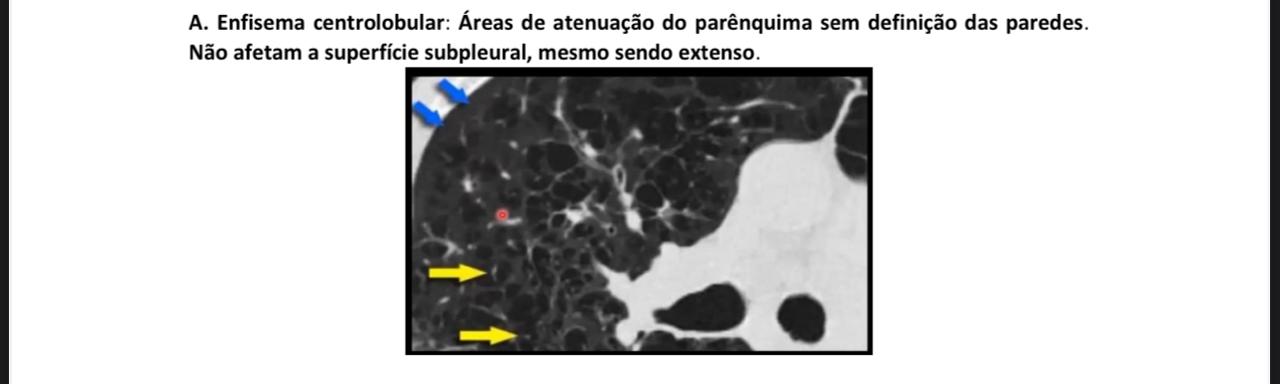 A. Enfisema centrolobular: Áreas de atenuação do parênquima sem definição das paredes.
Não afetam a superfície subpleural, mesmo sendo extenso.